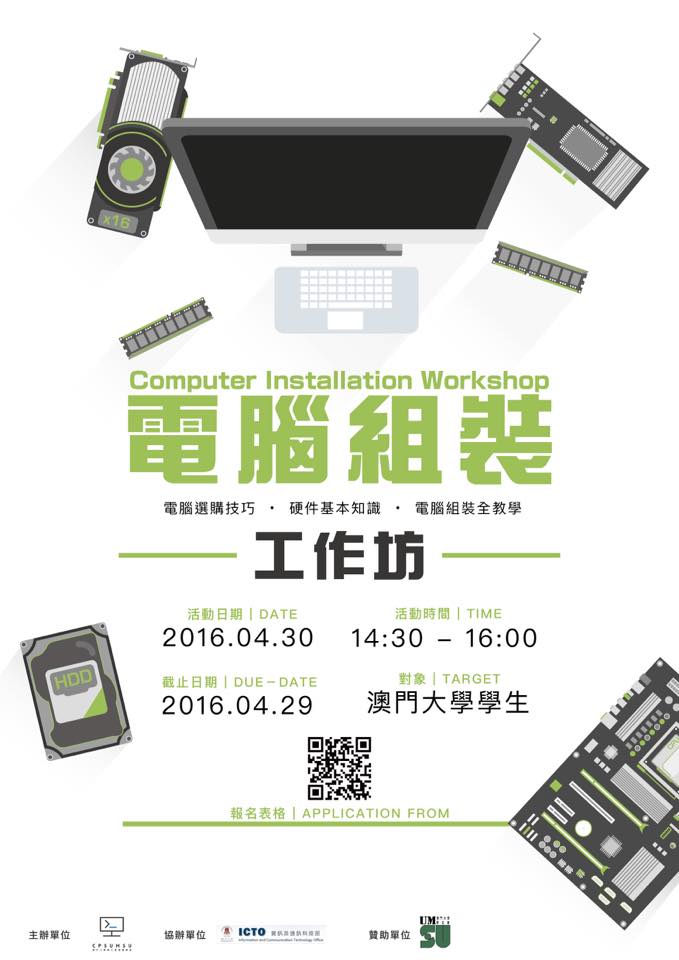 x16
Computer Installation Workshop
電腦組裝
電腦選購技巧 • 硬件基本知識 • 電腦組裝全教學
工作坊
活動日期｜DATE
2016.04.30
活動時間｜TIME
14:30 – 16:00
截止日期｜DUE－DATE
2016.04.29
對象｜TARGET
澳門大學學生
HDD
報名表格｜APPLICATION FROM
主辦單位
CPSUMSU
協辦單位
ICTO 資訊及通訊科技部
Information and Communication Technology Office
贊助單位
UM
SU